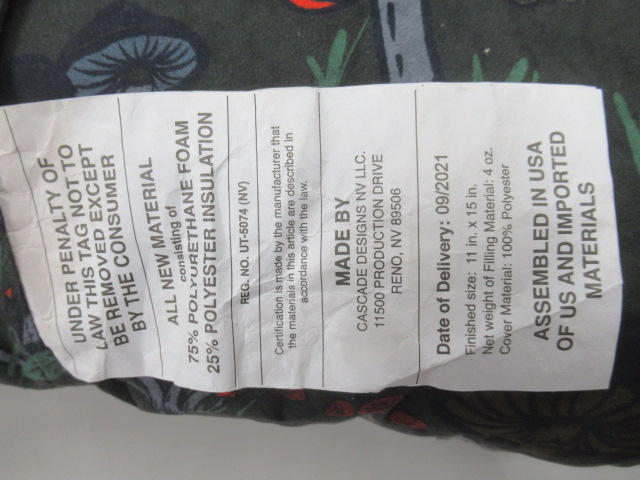 UNDER PENALTY OF
LAW THIS TAG NOT TO
BE REMOVED EXCEPT
BY THE CONSUMER
ALL NEW MATERIAL
consisting of
75% POLYURETHANE FOAM
25% POLYESTER INSULATION
REG. NO. UT-5074 (NV)
Certification is made by the manufacturer that
the materials in this article are described in
accordance with the law.
MADE BY
CASCADE DESIGNS NV LLC.
11500 PRODUCTION DRIVE
RENO, NV 89506
Date of Delivery: 09/2021
Finished size: 11 in. x 15 in.
Net weight of Filling Material: 4 oz.
Cover Material: 100% Polyester
ASSEMBLED IN USA
OF US AND IMPORTED
MATERIALS